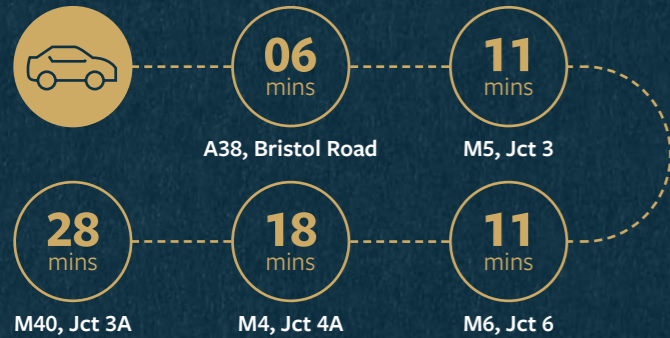 06
mins
A38, Bristol Road
11
mins
M5, Jct 3
11
mins
M6, Jct 6
18
mins
M4, Jct 4A
28
mins
M40, Jct 3A